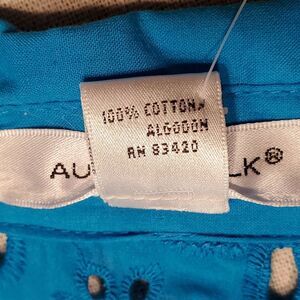 100% COTTON/
ALGODON
RN 83420
AU LK®